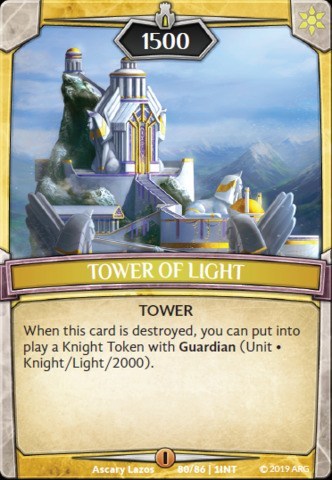 1500
TOWER OF LIGHT
TOWER
When this card is destroyed, you can put into
play a Knight Token with Guardian (Unit •
Knight/Light/2000).
I
Ascary Lazos 80/86 | 1INT © 2019 ARG